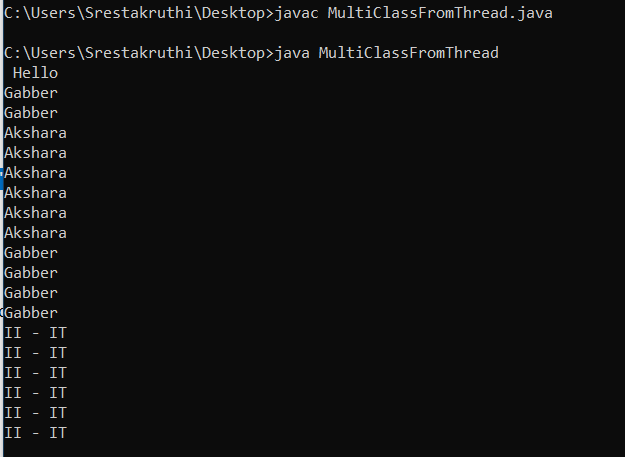 C:\Users\Srestakruthi\Desktop>javac MultiClassFromThread.java
C:\Users\Srestakruthi\Desktop>java MultiClassFromThread
Hello
Gabber
Gabber
Akshara
Akshara
Akshara
Akshara
Akshara
Akshara
Gabber
Gabber
Gabber
Gabber
II - IT
II - IT
II - IT
II - IT
II - IT
II - IT